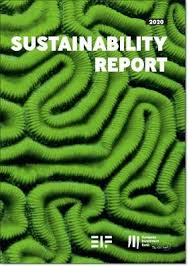 2020
SUSTAINABILITY
REPORT
EIF
European
Investment
Bank